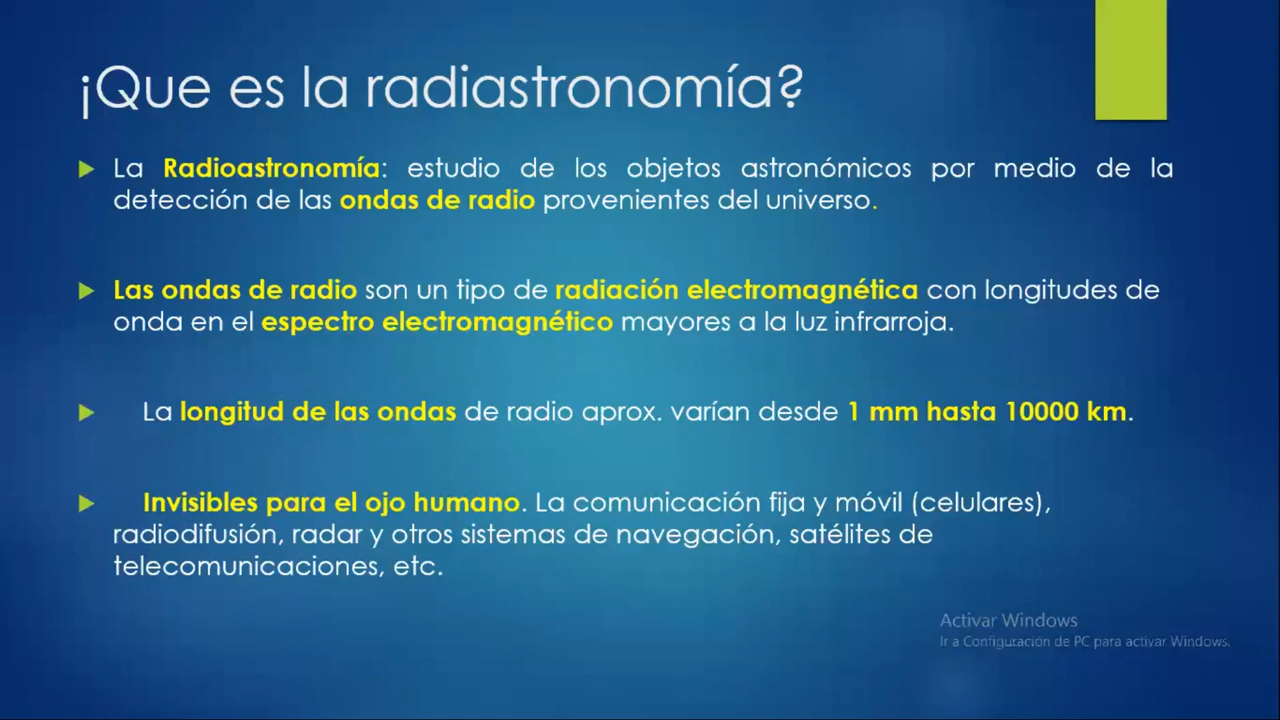 ¡Que es la radiastronomía?
La Radioastronomía: estudio de los objetos astronómicos por medio de la
detección de las ondas de radio provenientes del universo.
Las ondas de radio son un tipo de radiación electromagnética con longitudes de
onda en el espectro electromagnético mayores a la luz infrarroja.
La longitud de las ondas de radio aprox. varían desde 1 mm hasta 10000 km.
Invisibles para el ojo humano. La comunicación fija y móvil (celulares),
radiodifusión, radar y otros sistemas de navegación, satélites de
telecomunicaciones, etc.
Activar Windows
Ir a Configuración de PC para activar Windows.